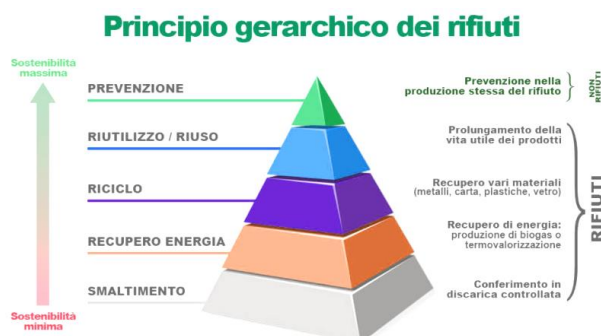 Principio gerarchico dei rifiuti
Sostenibilità
massima
PREVENZIONE
Prevenzione nella
produzione stessa del rifiuto
NON
RIFIUTI
RIUTILIZZO / RIUSO
Prolungamento della
vita utile dei prodotti
RICICLO
Recupero vari materiali
(metalli, carta, plastiche, vetro)
RECUPERO ENERGIA
Recupero di energia:
produzione di biogas o
termovalorizzazione
SMALTIMENTO
Conferimento in
discarica controllata
RIFIUTI
Sostenibilità
minima